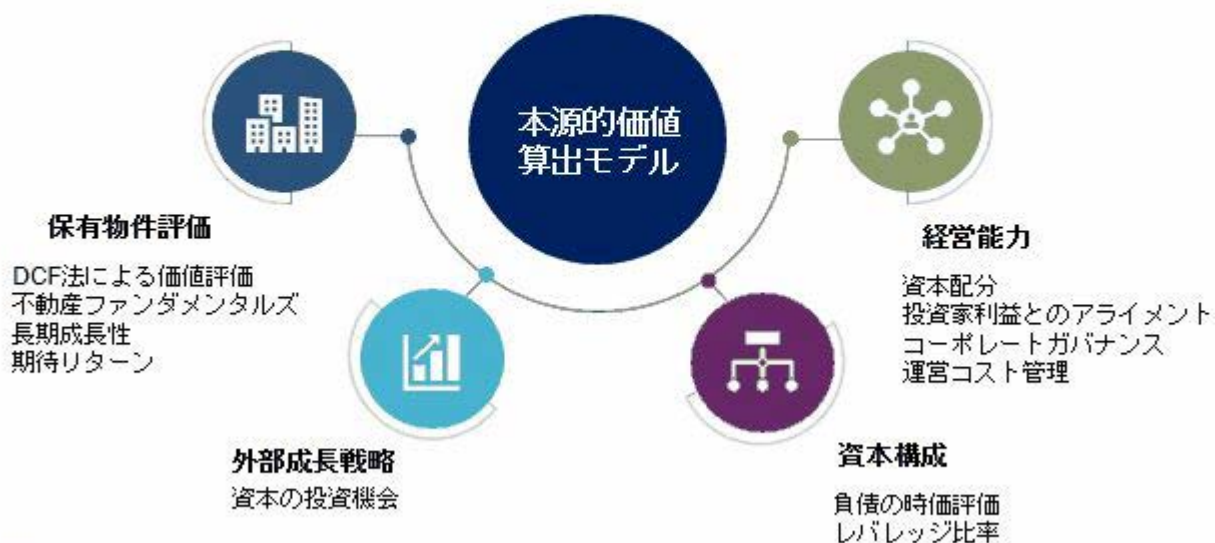 本源的価値
算出モデル
保有物件評価
DCF法による価値評価
不動産ファンダメンタルズ
長期成長性
期待リターン
外部成長戦略
資本の投資機会
資本構成
負債の時価評価
レバレッジ比率
経営能力
資本配分
投資家利益とのアライメント
コーポレートガバナンス
運営コスト管理